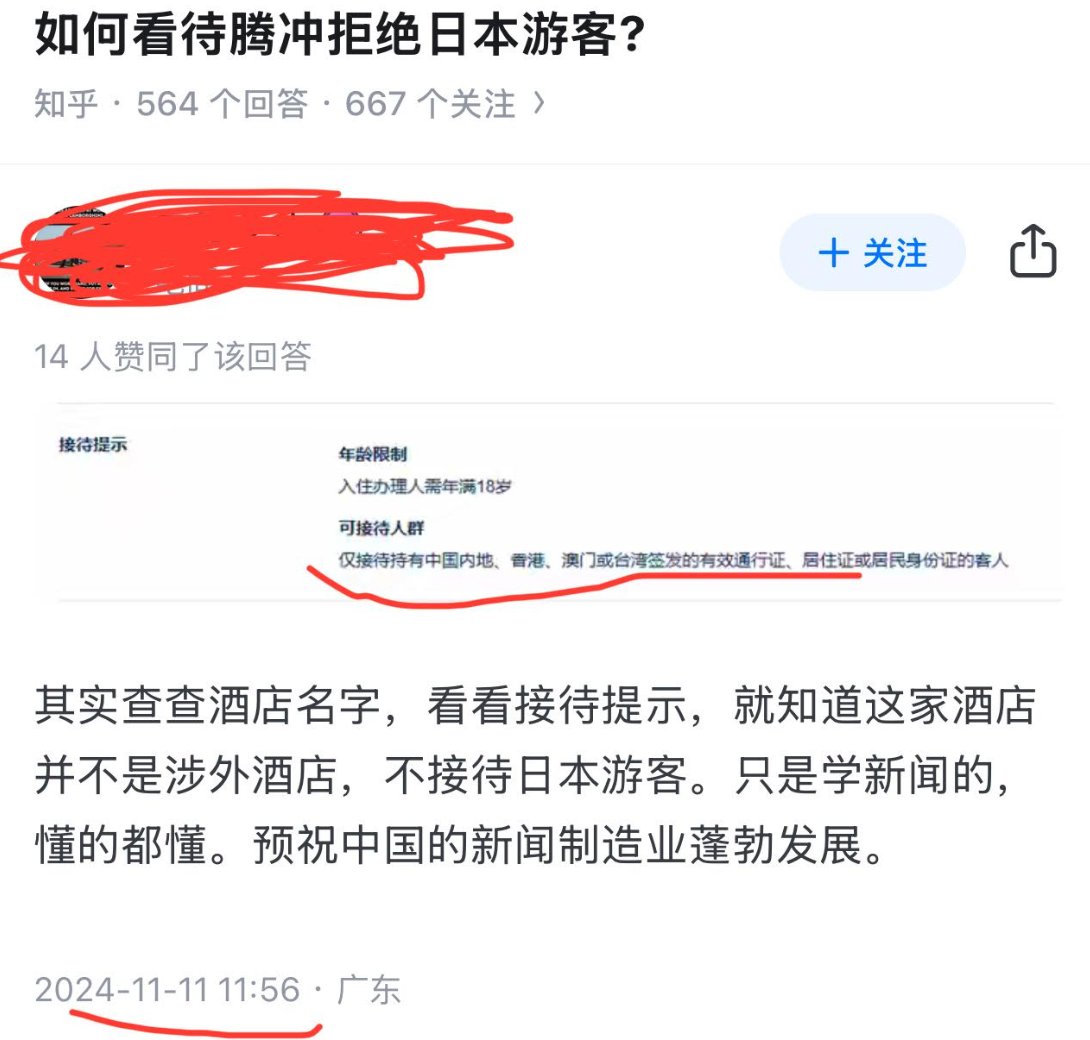 如何看待腾冲拒绝日本游客?
知乎 · 564 个回答 · 667 个关注 >
+ 关注
14 人赞同了该回答
接待提示
年龄限制
入住办理人需年满18岁
可接待人群
仅接待持有中国内地、香港、澳门或台湾签发的有效通行证、居住证或居民身份证的客人
其实查查酒店名字，看看接待提示，就知道这家酒店
并不是涉外酒店，不接待日本游客。只是学新闻的，
懂的都懂。预祝中国的新闻制造业蓬勃发展。
2024-11-11 11:56 · 广东